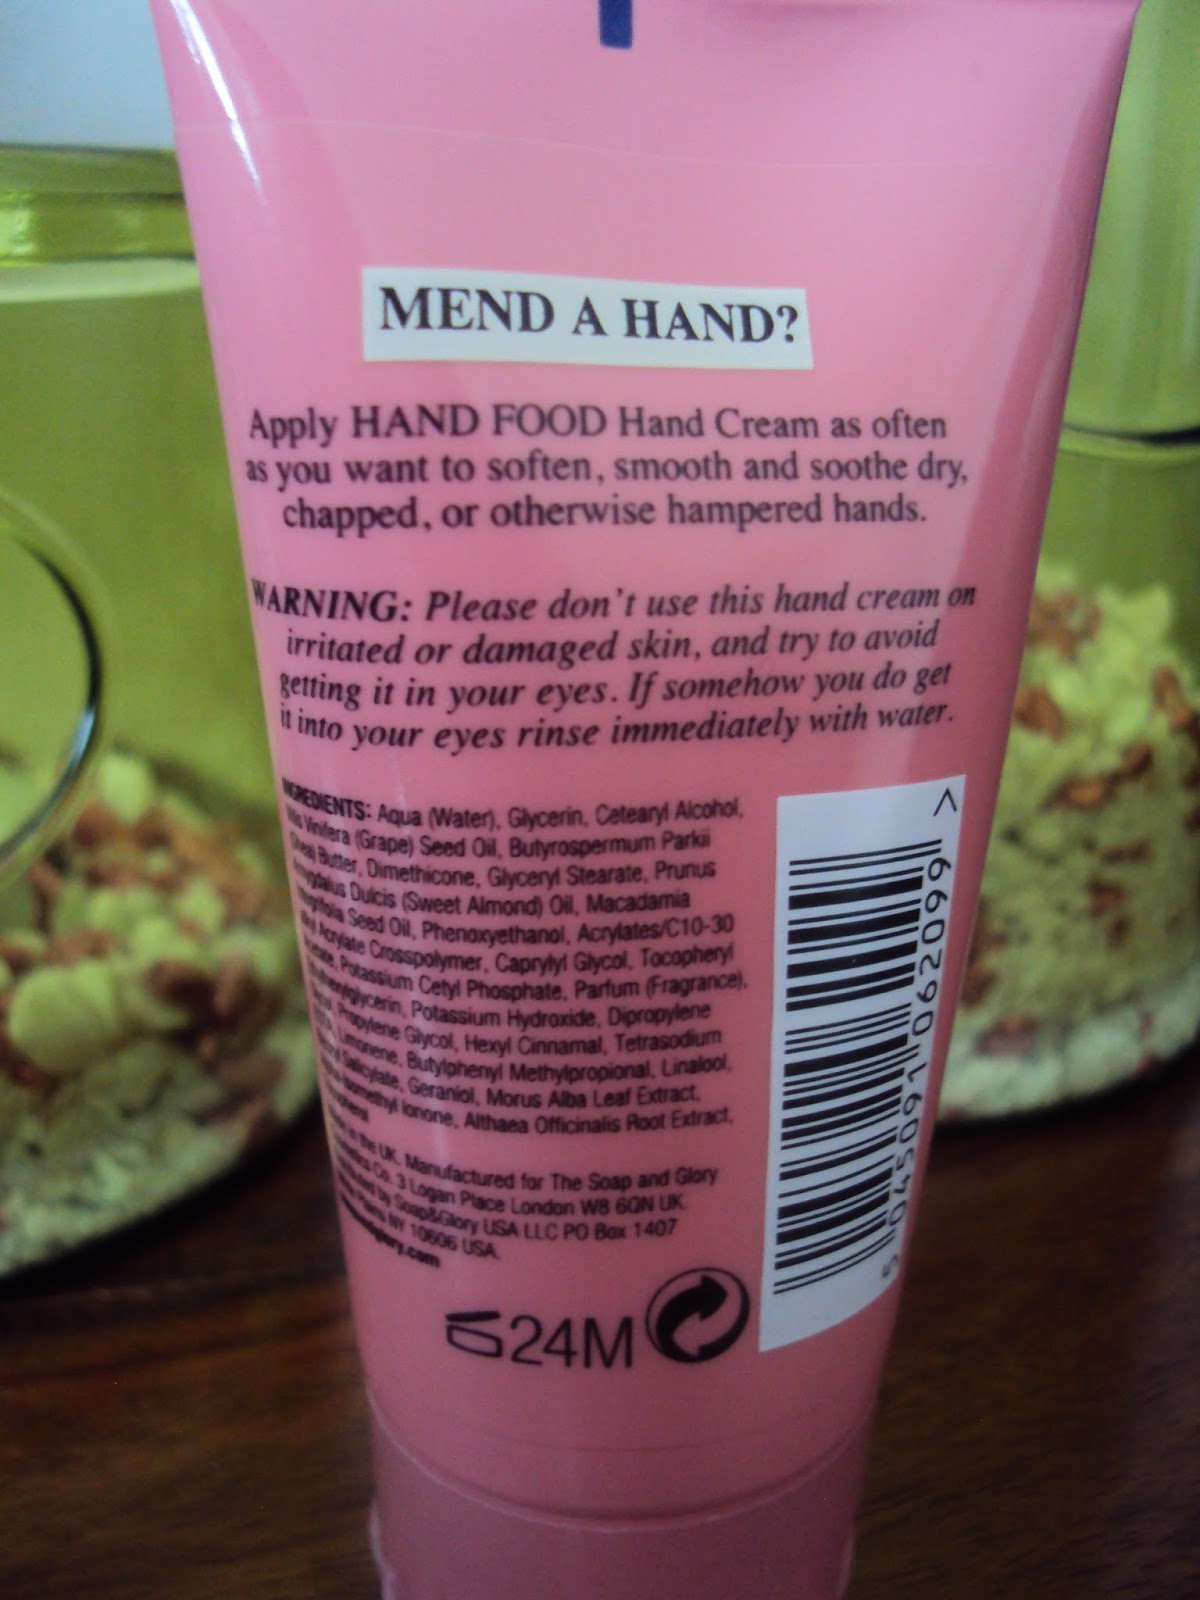 MEND A HAND?
Apply HAND FOOD Hand Cream as often
as you want to soften, smooth and soothe dry,
chapped, or otherwise hampered hands.
WARNING: Please don't use this hand cream on
irritated or damaged skin, and try to avoid
getting it in your eyes. If somehow you do get
it into your eyes rinse immediately with water.
INGREDIENTS: Aqua (Water), Glycerin, Cetearyl Alcohol,
Vinifera (Grape) Seed Oil, Butyrospermum Parkii
Butter, Dimethicone, Glyceryl Stearate, Prunus
Amygdalus Dulcis (Sweet Almond) Oil, Macadamia
Seed Oil, Phenoxyethanol, Acrylates/C10-30
Acrylate Crosspolymer, Caprylyl Glycol, Tocopheryl
Potassium Cetyl Phosphate, Parfum (Fragrance),
Potassium Hydroxide, Dipropylene
Propylene Glycol, Hexyl Cinnamal, Tetrasodium
Limonene, Butylphenyl Methylpropional, Linalool,
Salicylate, Geraniol, Morus Alba Leaf Extract,
Ionone, Althaea Officinalis Root Extract,
in the UK. Manufactured for The Soap and Glory
Co. 3 Logan Place London W8 6QN UK.
by Soap&Glory USA LLC PO Box 1407
Plains NY 10606 USA.
24M
5 045091 062099 >